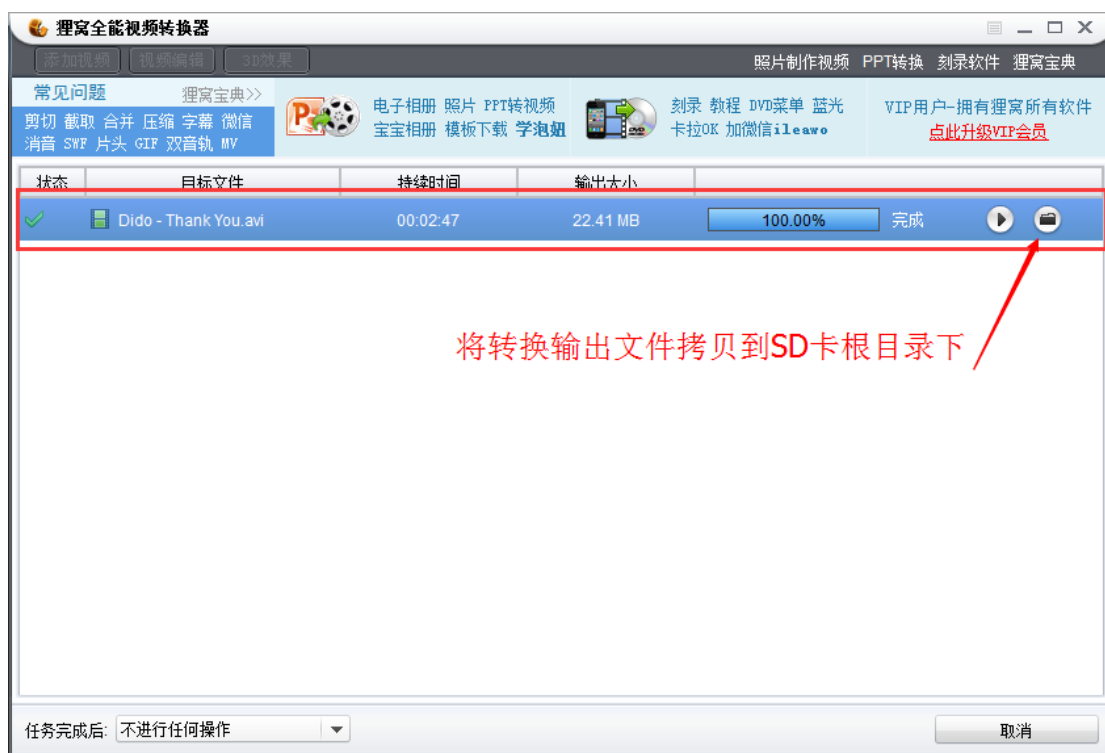 狸窝全能视频转换器
添加视频 视频编辑 3D效果 照片制作视频 PPT转换 刻录软件 狸窝宝典
常见问题 狸窝宝典>>
剪切 截取 合并 压缩 字幕 微信
消音 SWF 片头 GIF 双音轨 MV
电子相册 照片 PPT转视频
宝宝相册 模板下载 学泡妞
刻录 教程 DVD菜单 蓝光
卡拉OK 加微信ileawo
VIP用户-拥有狸窝所有软件
点此升级VIP会员
状态 目标文件 持续时间 输出大小
Dido - Thank You.avi 00:02:47 22.41 MB 100.00% 完成
将转换输出文件拷贝到SD卡根目录下
任务完成后: 不进行任何操作 取消